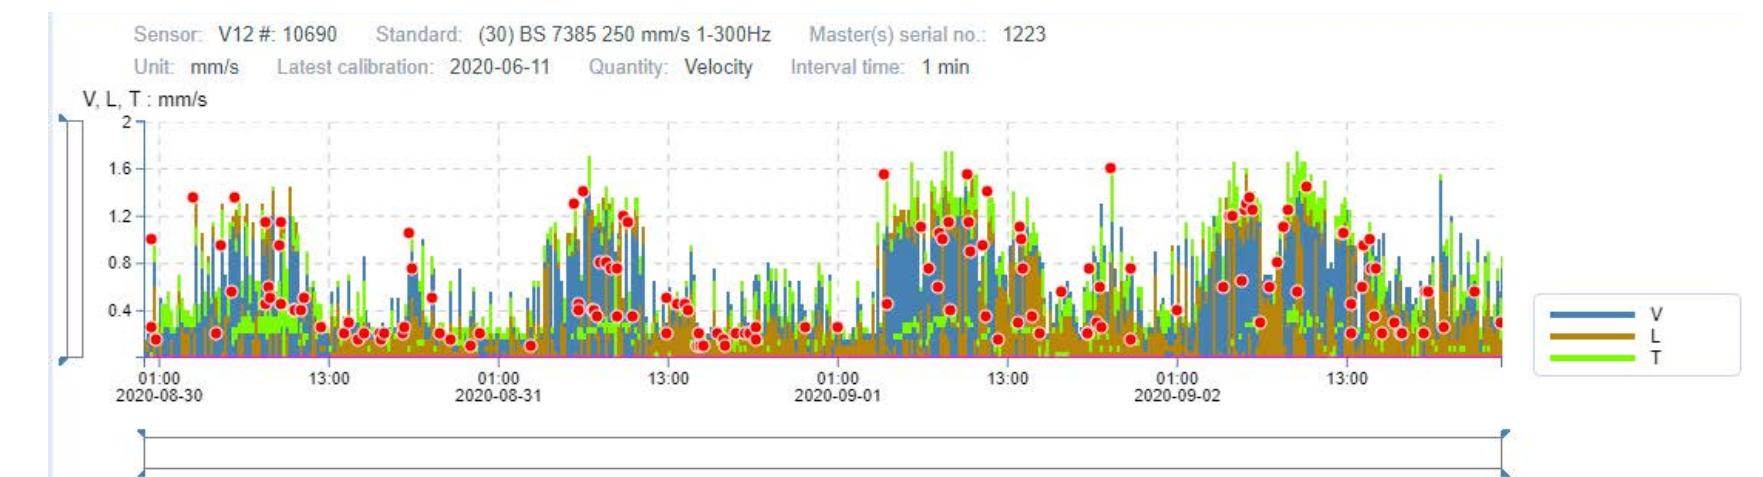 Sensor: V12 #: 10690 Standard: (30) BS 7385 250 mm/s 1-300Hz Master(s) serial no.: 1223
Unit: mm/s Latest calibration: 2020-06-11 Quantity: Velocity Interval time: 1 min
V, L, T : mm/s
2
1.6
1.2
0.8
0.4
01:00 13:00 01:00 13:00 01:00 13:00 01:00 13:00
2020-08-30 2020-08-31 2020-09-01 2020-09-02
V
L
T